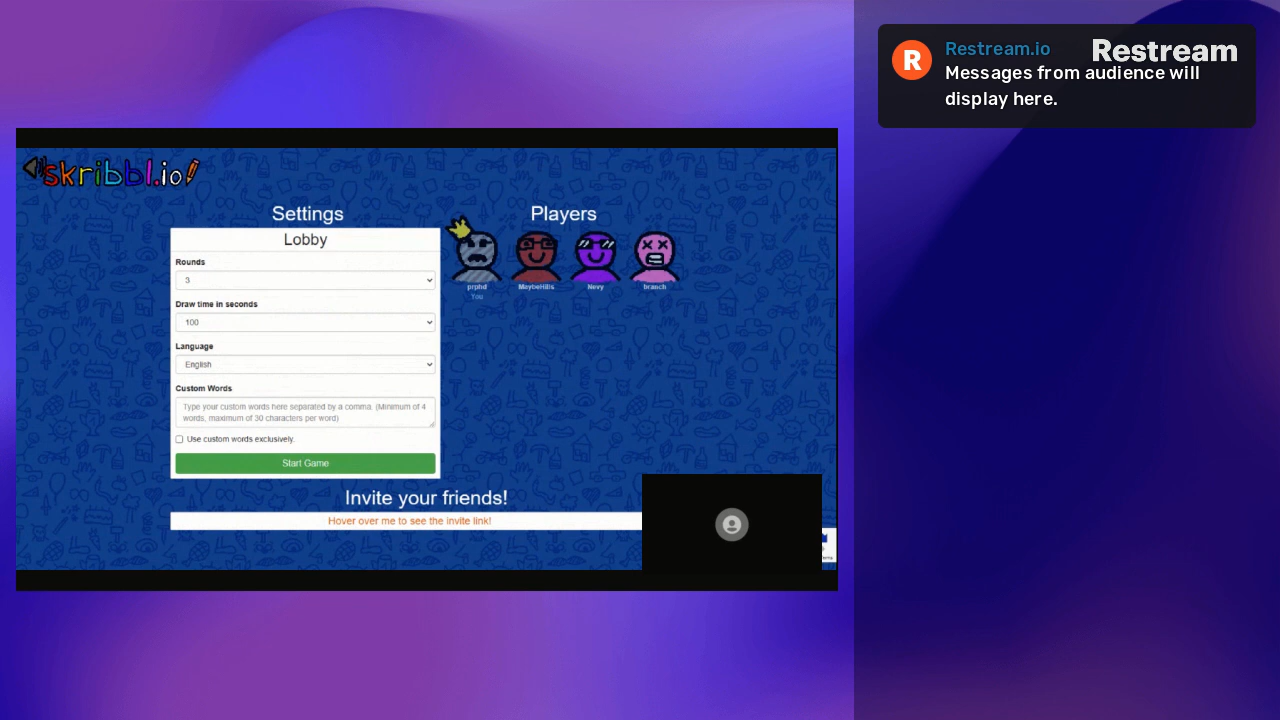 Restream.io
Restream
Messages from audience will
display here.
skribbl.io
Settings
Players
Lobby
Rounds
3
Draw time in seconds
100
Language
English
Custom Words
Type your custom words here separated by a comma. (Minimum of 4
words, maximum of 30 characters per word)
Use custom words exclusively.
Start Game
prphd
MaybeHills
Nevy
branch
You
Invite your friends!
Hover over me to see the invite link!